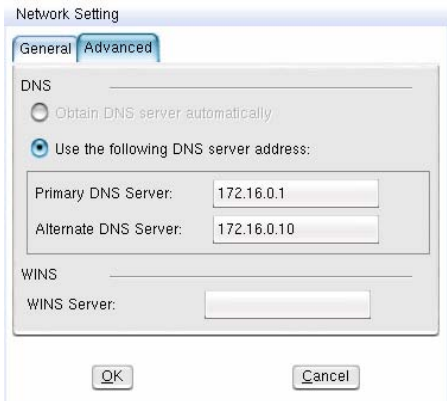 Network Setting
General Advanced
DNS
Obtain DNS server automatically
Use the following DNS server address:
Primary DNS Server: 172.16.0.1
Alternate DNS Server: 172.16.0.10
WINS
WINS Server:
OK Cancel